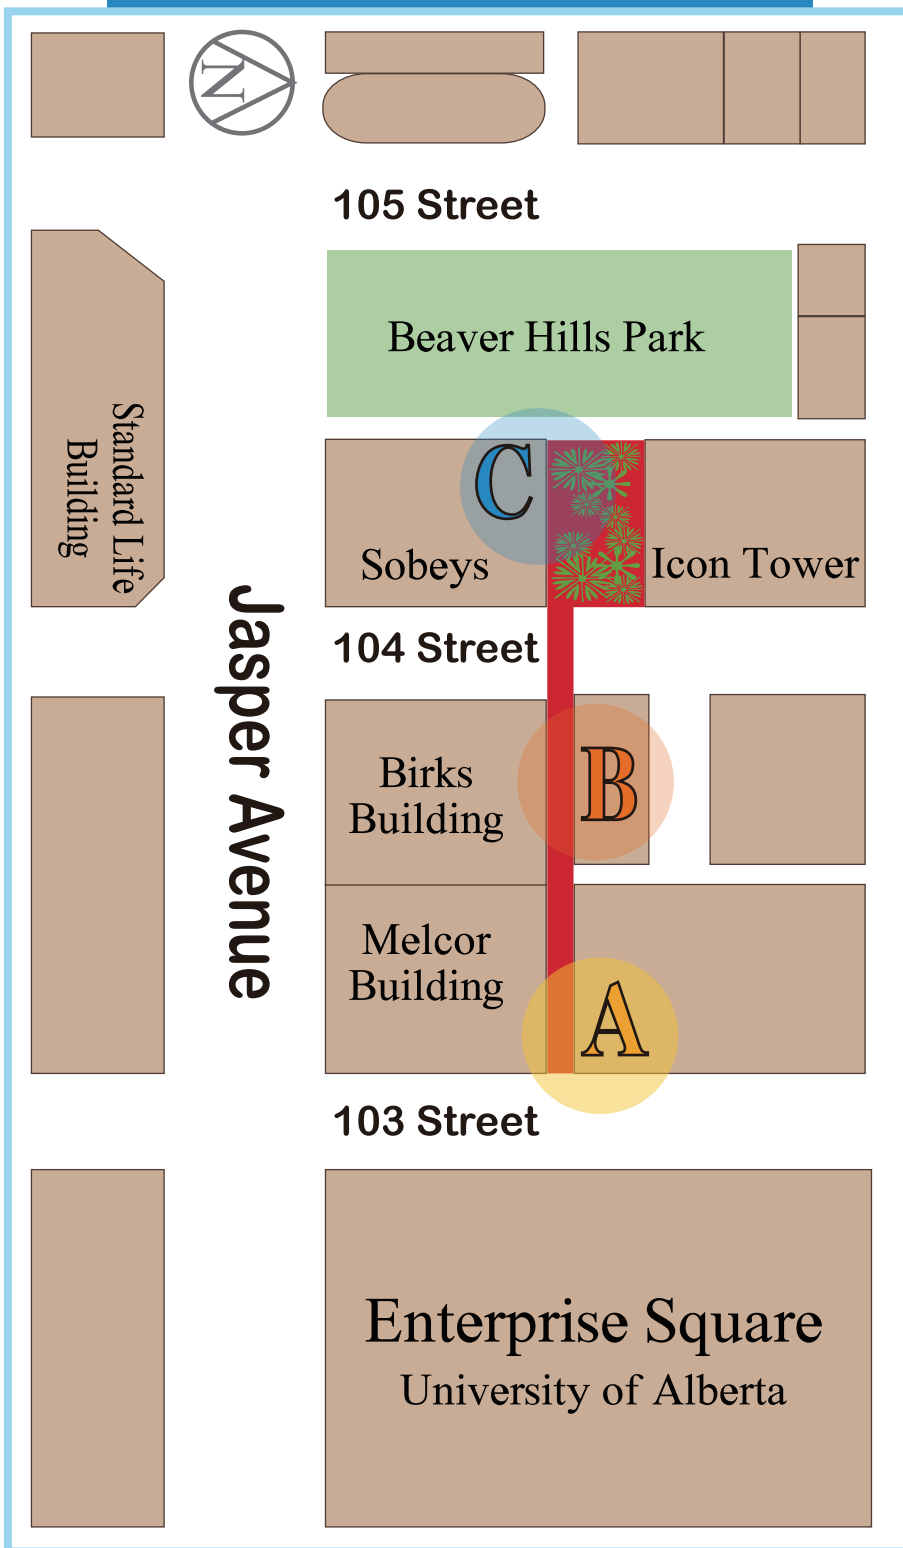 N
105 Street
Beaver Hills Park
Standard Life
Building
C
Sobeys
Icon Tower
Jasper Avenue
104 Street
Birks
Building
B
Melcor
Building
A
103 Street
Enterprise Square
University of Alberta